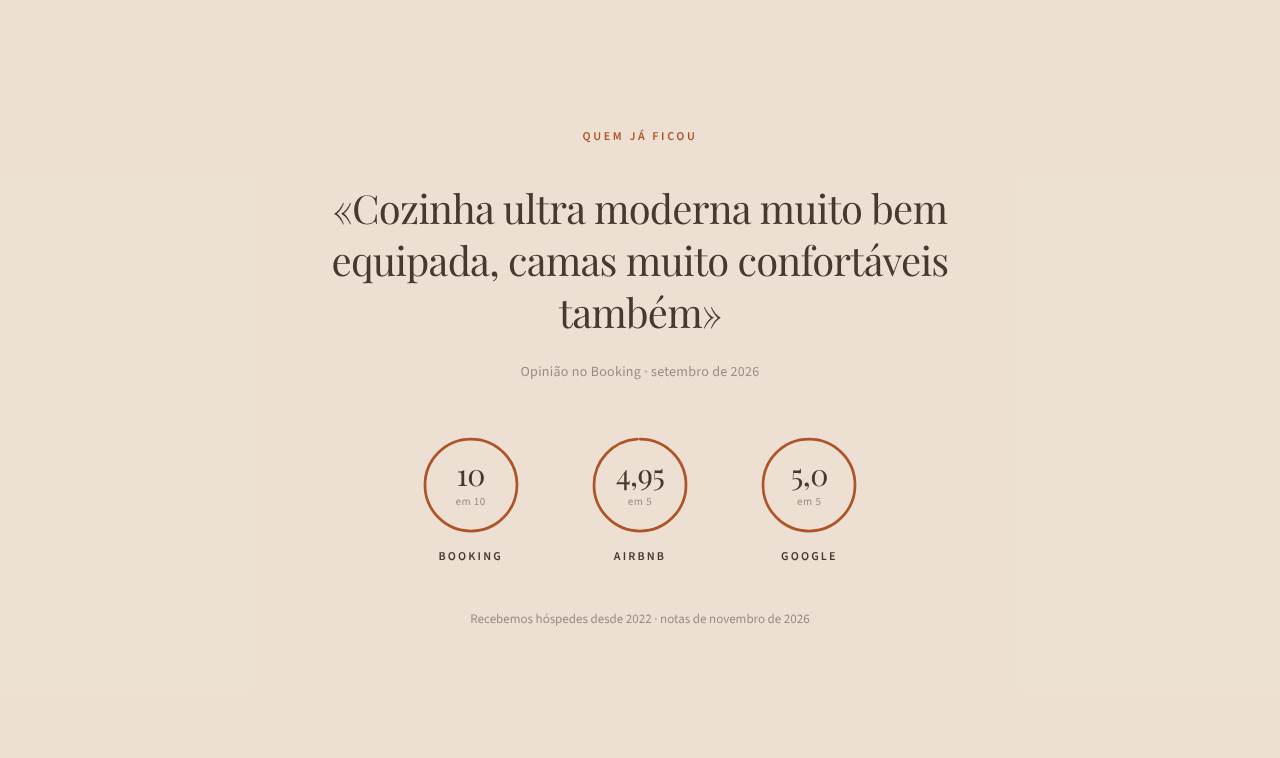 QUEM JÁ FICOU
«Cozinha ultra moderna muito bem
equipada, camas muito confortáveis
também»
Opinião no Booking · setembro de 2026
10
em 10
BOOKING
4,95
em 5
AIRBNB
5,0
em 5
GOOGLE
Recebemos hóspedes desde 2022 · notas de novembro de 2026